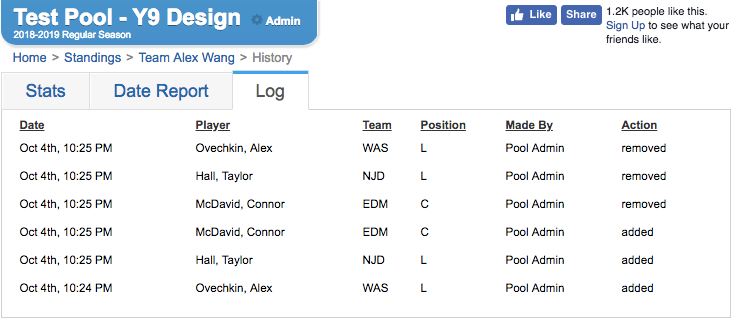 Test Pool - Y9 Design Admin
2018-2019 Regular Season
Like Share
1.2K people like this.
Sign Up to see what your
friends like.
Home > Standings > Team Alex Wang > History
Stats Date Report Log
Date Player Team Position Made By Action
Oct 4th, 10:25 PM Ovechkin, Alex WAS L Pool Admin removed
Oct 4th, 10:25 PM Hall, Taylor NJD L Pool Admin removed
Oct 4th, 10:25 PM McDavid, Connor EDM C Pool Admin removed
Oct 4th, 10:25 PM McDavid, Connor EDM C Pool Admin added
Oct 4th, 10:25 PM Hall, Taylor NJD L Pool Admin added
Oct 4th, 10:24 PM Ovechkin, Alex WAS L Pool Admin added